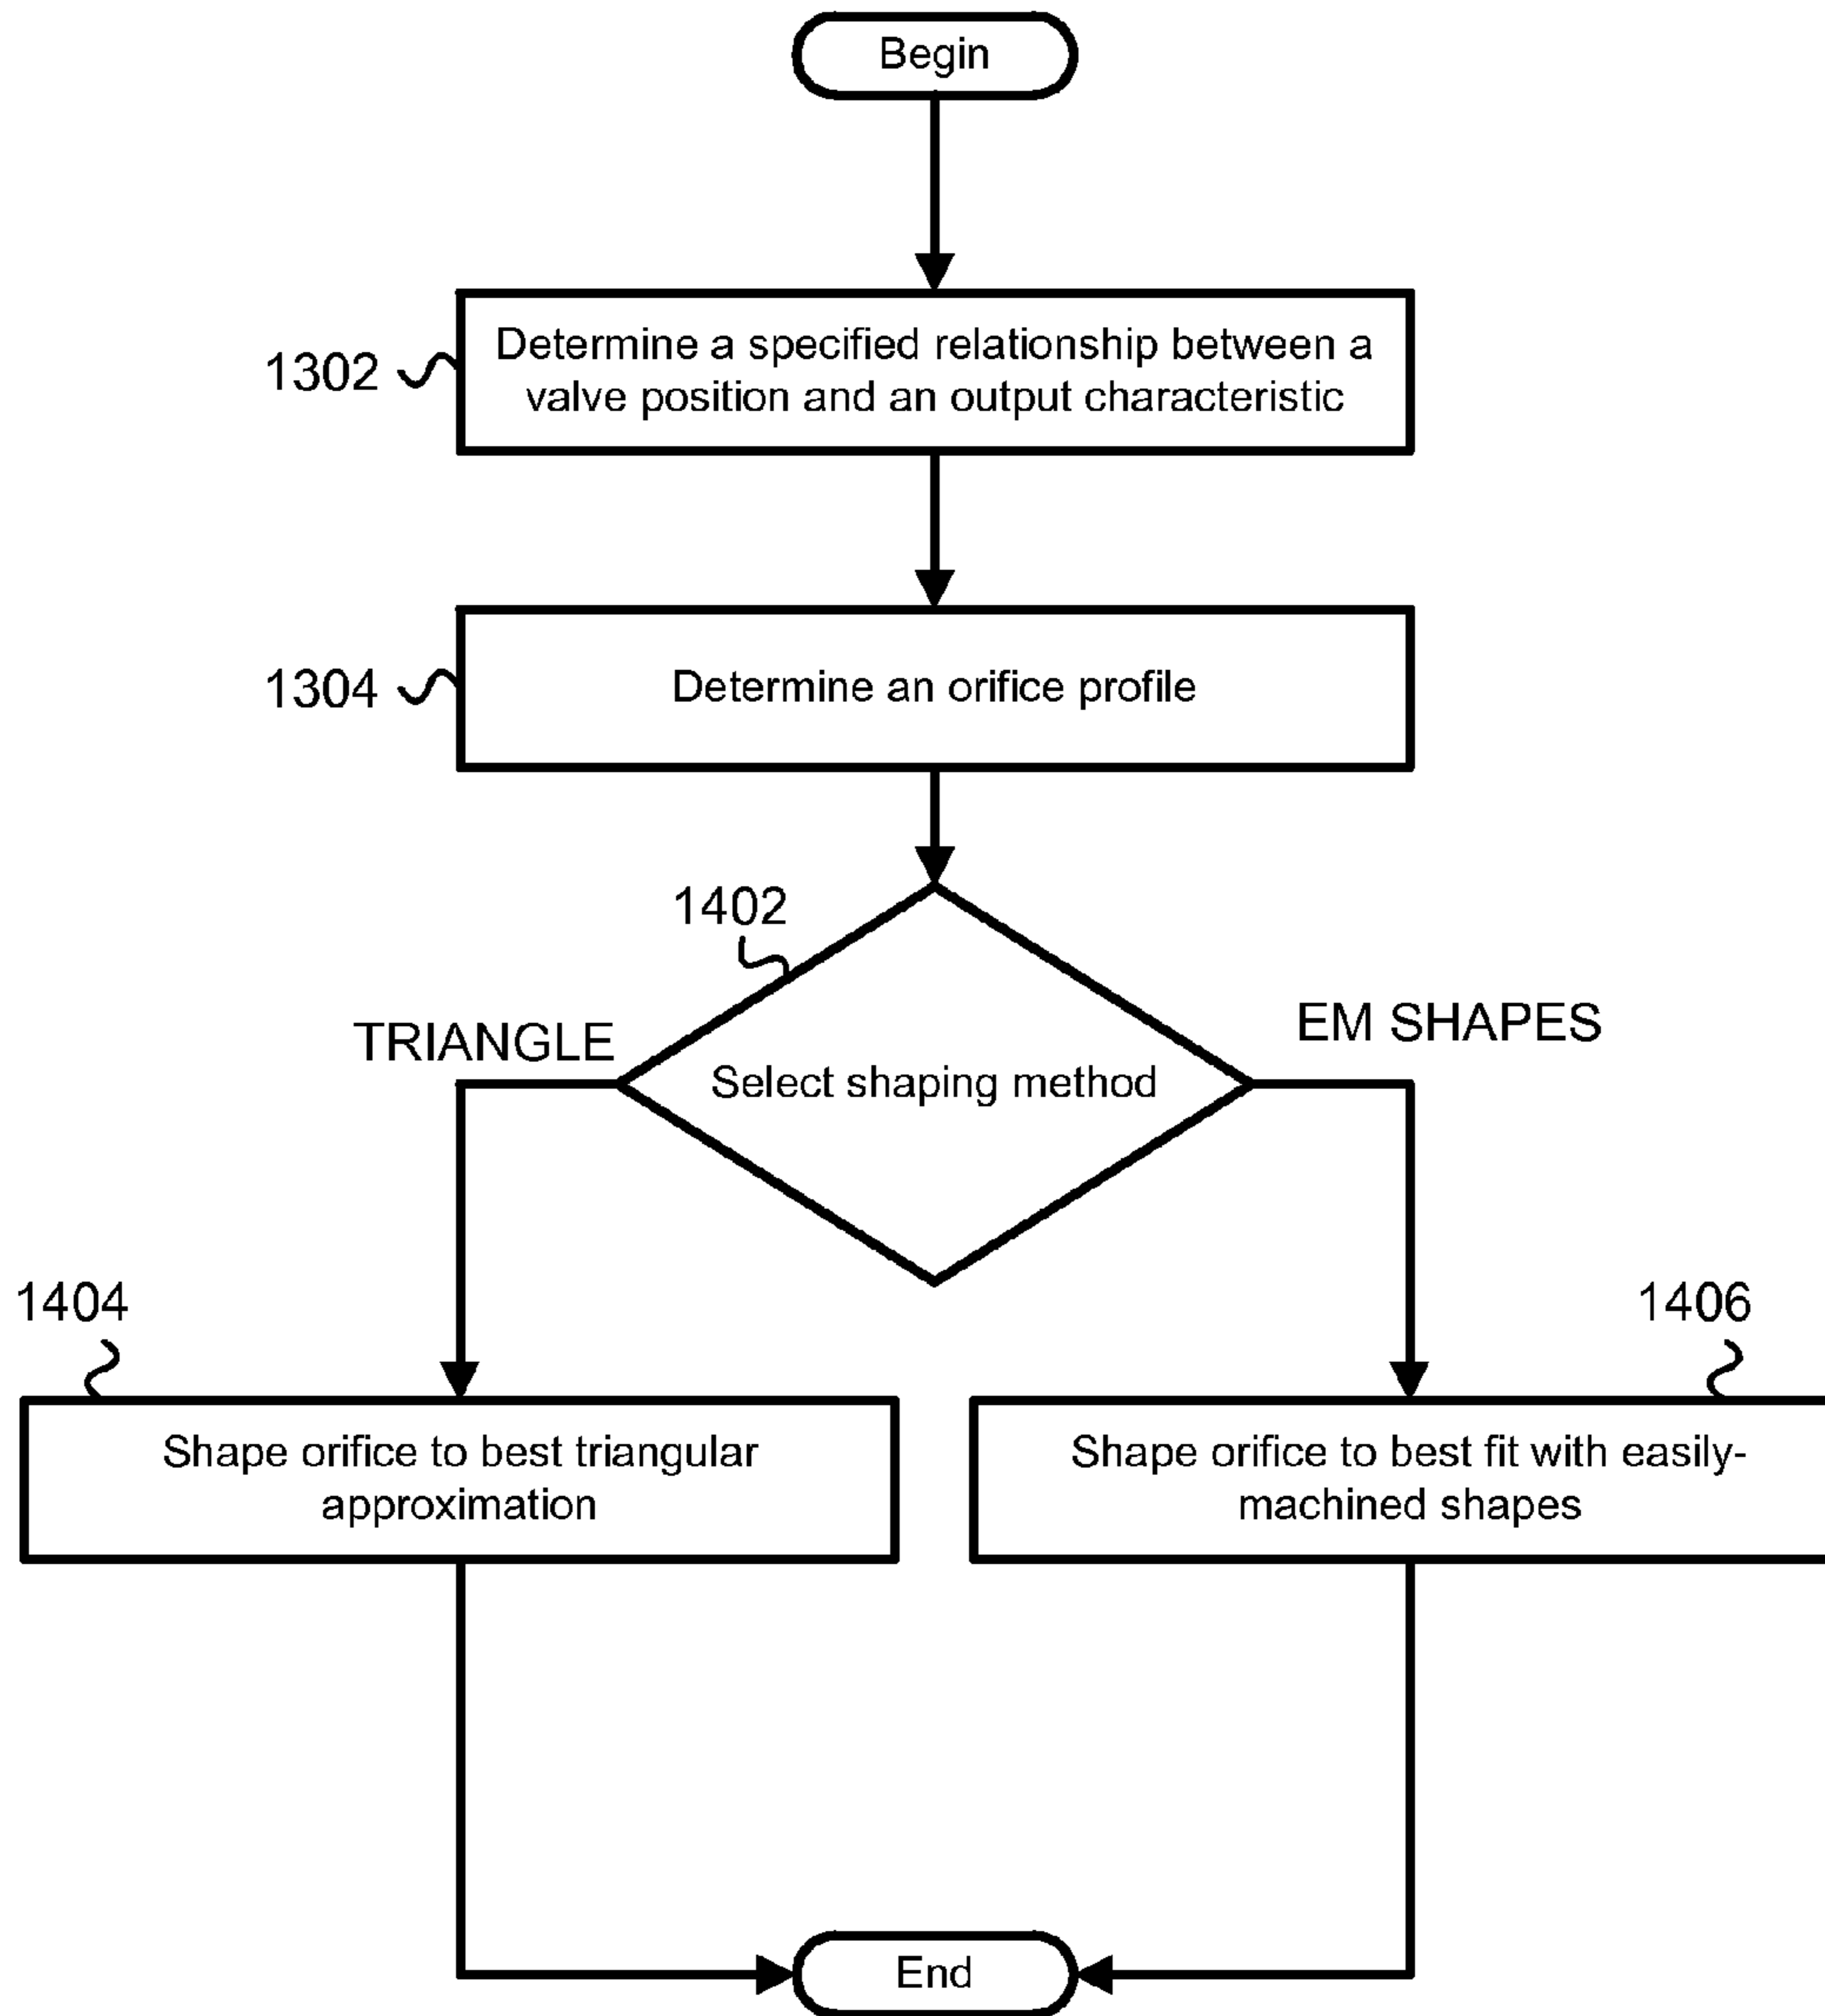 Begin
1302
Determine a specified relationship between a
valve position and an output characteristic
1304
Determine an orifice profile
1402
TRIANGLE
EM SHAPES
Select shaping method
1404
1406
Shape orifice to best triangular
approximation
Shape orifice to best fit with easily-
machined shapes
End